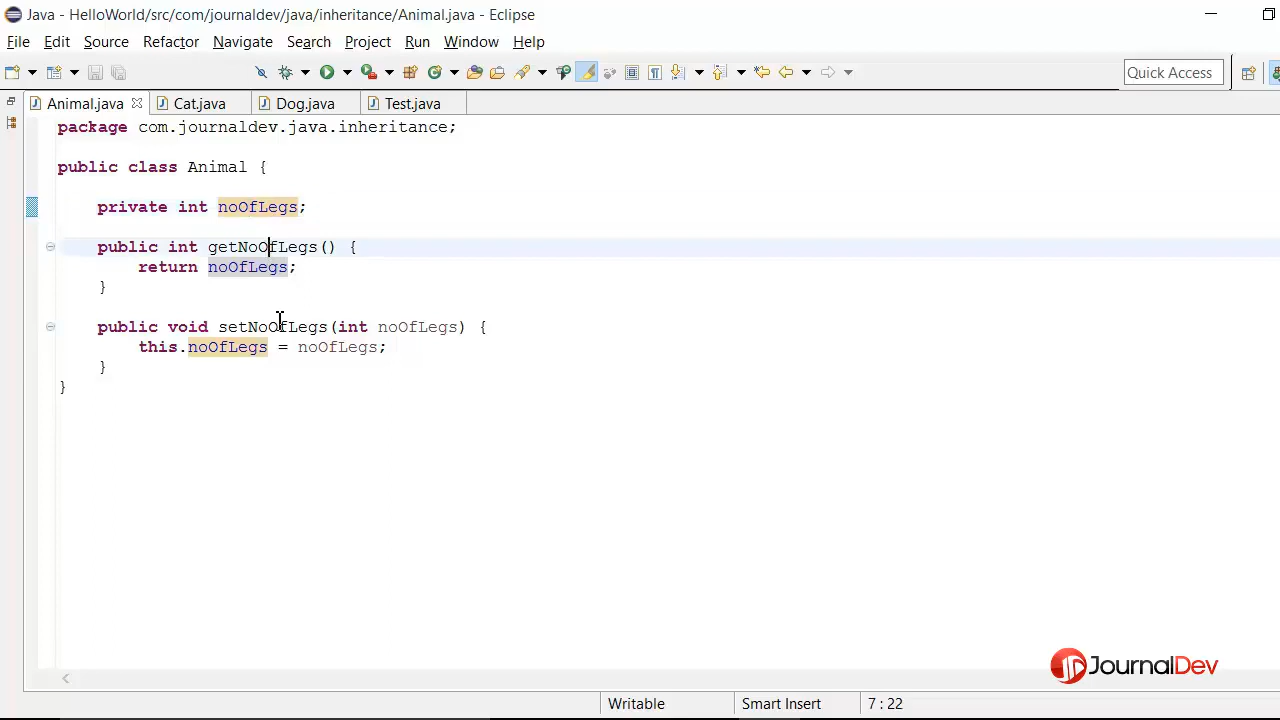 Java - HelloWorld/src/com/journaldev/java/inheritance/Animal.java - Eclipse
File Edit Source Refactor Navigate Search Project Run Window Help
Quick Access
Animal.java Cat.java Dog.java Test.java
package com.journaldev.java.inheritance;
public class Animal {
private int noOfLegs;
public int getNoOfLegs() {
return noOfLegs;
}
public void setNoOfLegs(int noOfLegs) {
this.noOfLegs = noOfLegs;
}
}
JD JournalDev
Writable Smart Insert 7 : 22